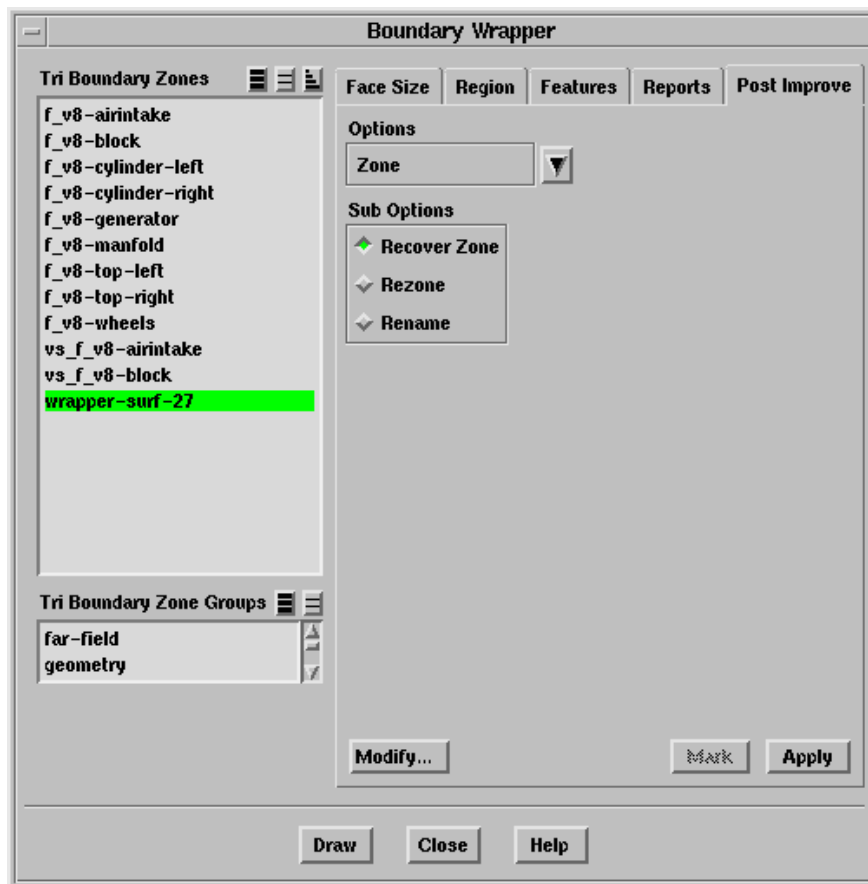 Boundary Wrapper
Tri Boundary Zones
f_v8-airintake
f_v8-block
f_v8-cylinder-left
f_v8-cylinder-right
f_v8-generator
f_v8-manfold
f_v8-top-left
f_v8-top-right
f_v8-wheels
vs_f_v8-airintake
vs_f_v8-block
wrapper-surf-27
Tri Boundary Zone Groups
far-field
geometry
Face Size Region Features Reports Post Improve
Options
Zone
Sub Options
Recover Zone
Rezone
Rename
Modify... Mark Apply
Draw Close Help